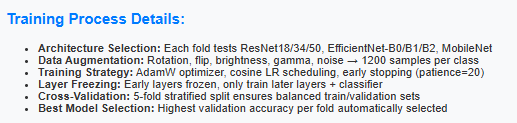 Training Process Details:
• Architecture Selection: Each fold tests ResNet18/34/50, EfficientNet-B0/B1/B2, MobileNet
• Data Augmentation: Rotation, flip, brightness, gamma, noise → 1200 samples per class
• Training Strategy: AdamW optimizer, cosine LR scheduling, early stopping (patience=20)
• Layer Freezing: Early layers frozen, only train later layers + classifier
• Cross-Validation: 5-fold stratified split ensures balanced train/validation sets
• Best Model Selection: Highest validation accuracy per fold automatically selected